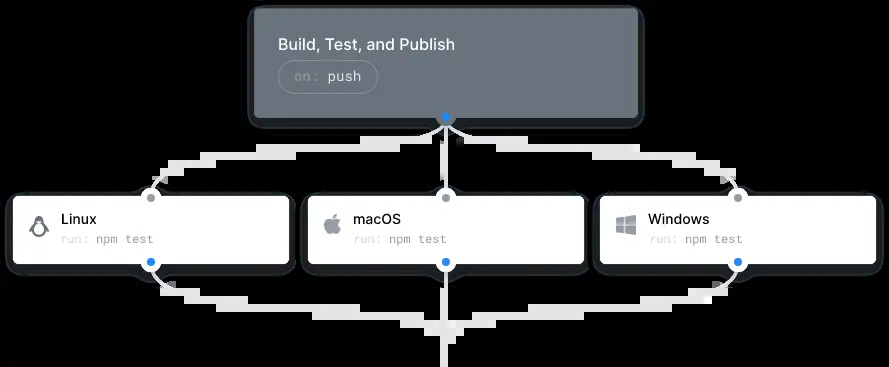 Build, Test, and Publish
on: push
Linux
run: npm test
macOS
run: npm test
Windows
run: npm test